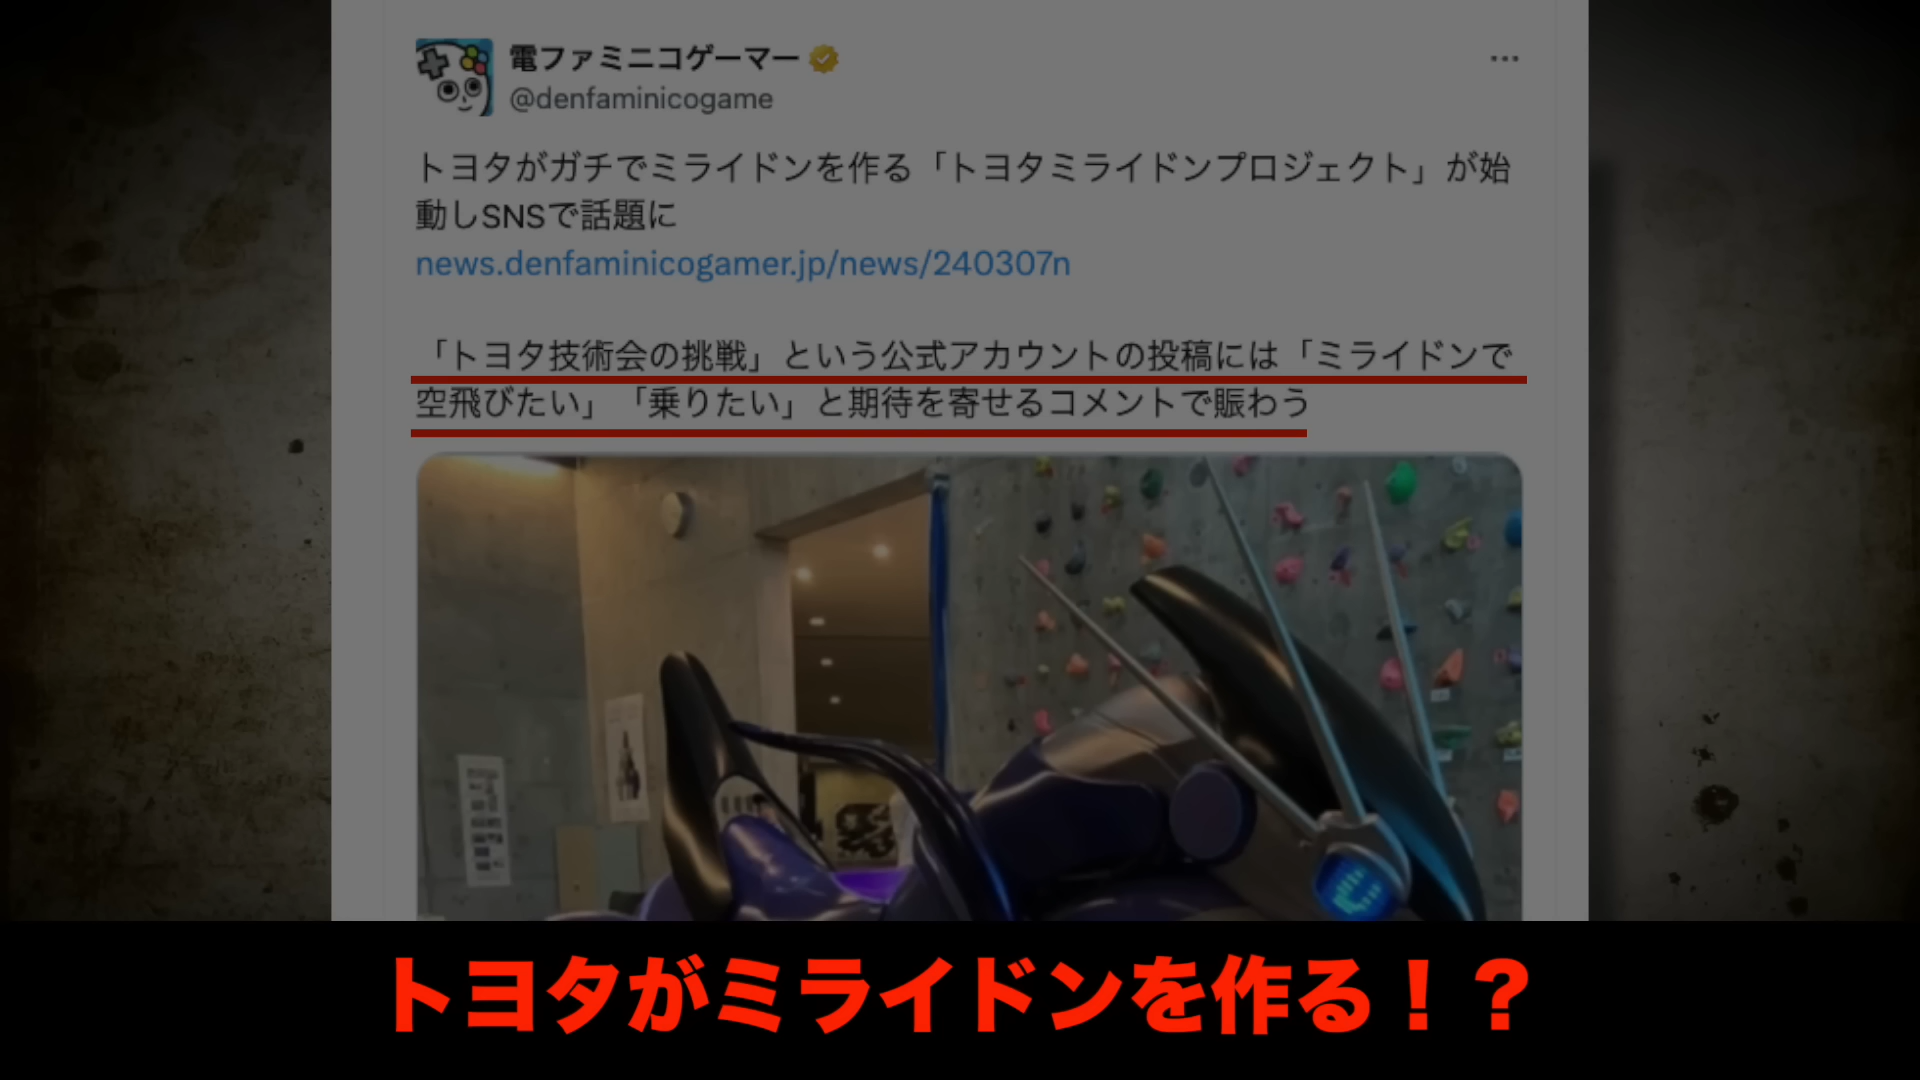 電ファミニコゲーマー
@denfaminicogame
トヨタがガチでミライドンを作る「トヨタミライドンプロジェクト」が始
動しSNSで話題に
news.denfaminicogamer.jp/news/240307n
「トヨタ技術会の挑戦」という公式アカウントの投稿には「ミライドンで
空飛びたい」「乗りたい」と期待を寄せるコメントで賑わう
トヨタがミライドンを作る！？